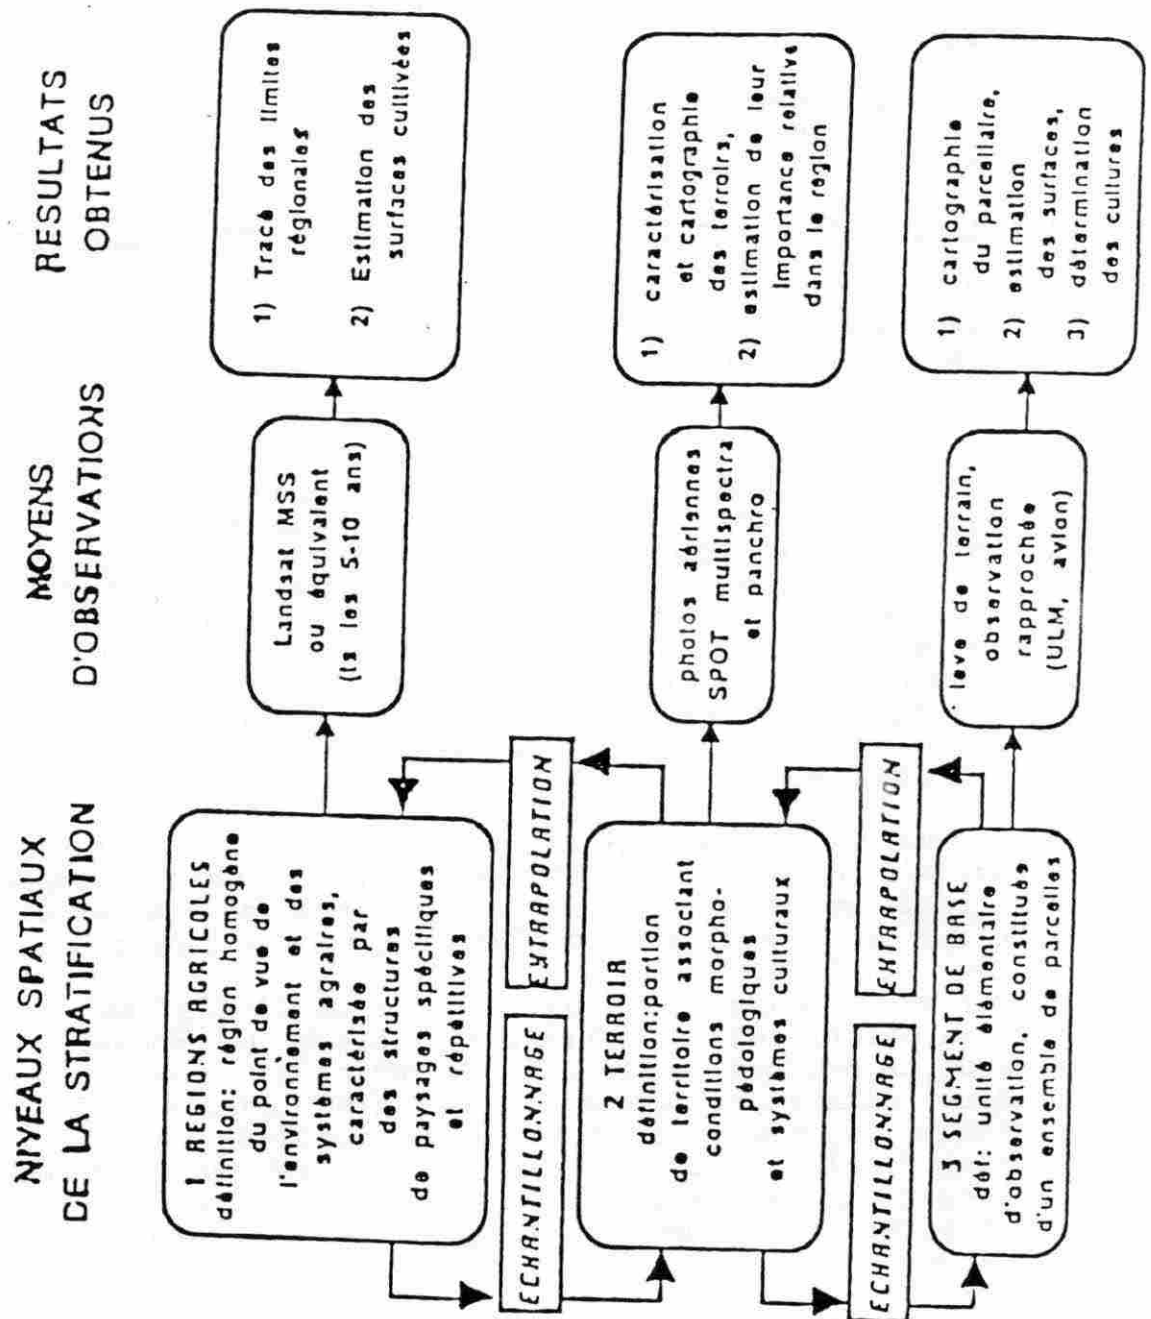 NIVEAUX SPATIAUX
DE LA STRATIFICATION
MOYENS
D'OBSERVATIONS
RESULTATS
OBTENUS
1 REGIONS AGRICOLES
définition: région homogène
du point de vue de
l'environnement et des
systèmes agraires,
caractérisée par
des structures
de paysages spécifiques
et répétitives
Landsat MSS
ou équivalent
(ts les 5-10 ans)
1) Tracé des limites
régionales
2) Estimation des
surfaces cultivées
ECHANTILLONNAGE
EXTRAPOLATION
2 TERROIR
définition:portion
de territoire associant
conditions morpho-
pédologiques
et systèmes culturaux
photos aériennes
SPOT multispectra
et panchro
1) caractérisation
et cartographie
des terroirs,
2) estimation de leur
importance relative
dans le region
ECHANTILLONNAGE
EXTRAPOLATION
3 SEGMENT DE BASE
déf: unité élémentaire
d'observation, constitués
d'un ensemble de parcelles
leve de terrain,
observation
rapprochée
(ULM, avion)
1) cartographie
du parcellaire,
2) estimation
des surfaces,
3) détermination
des cultures